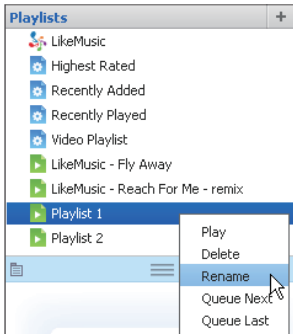 Playlists +
LikeMusic
Highest Rated
Recently Added
Recently Played
Video Playlist
LikeMusic - Fly Away
LikeMusic - Reach For Me - remix
Playlist 1
Playlist 2
Play
Delete
Rename
Queue Next
Queue Last